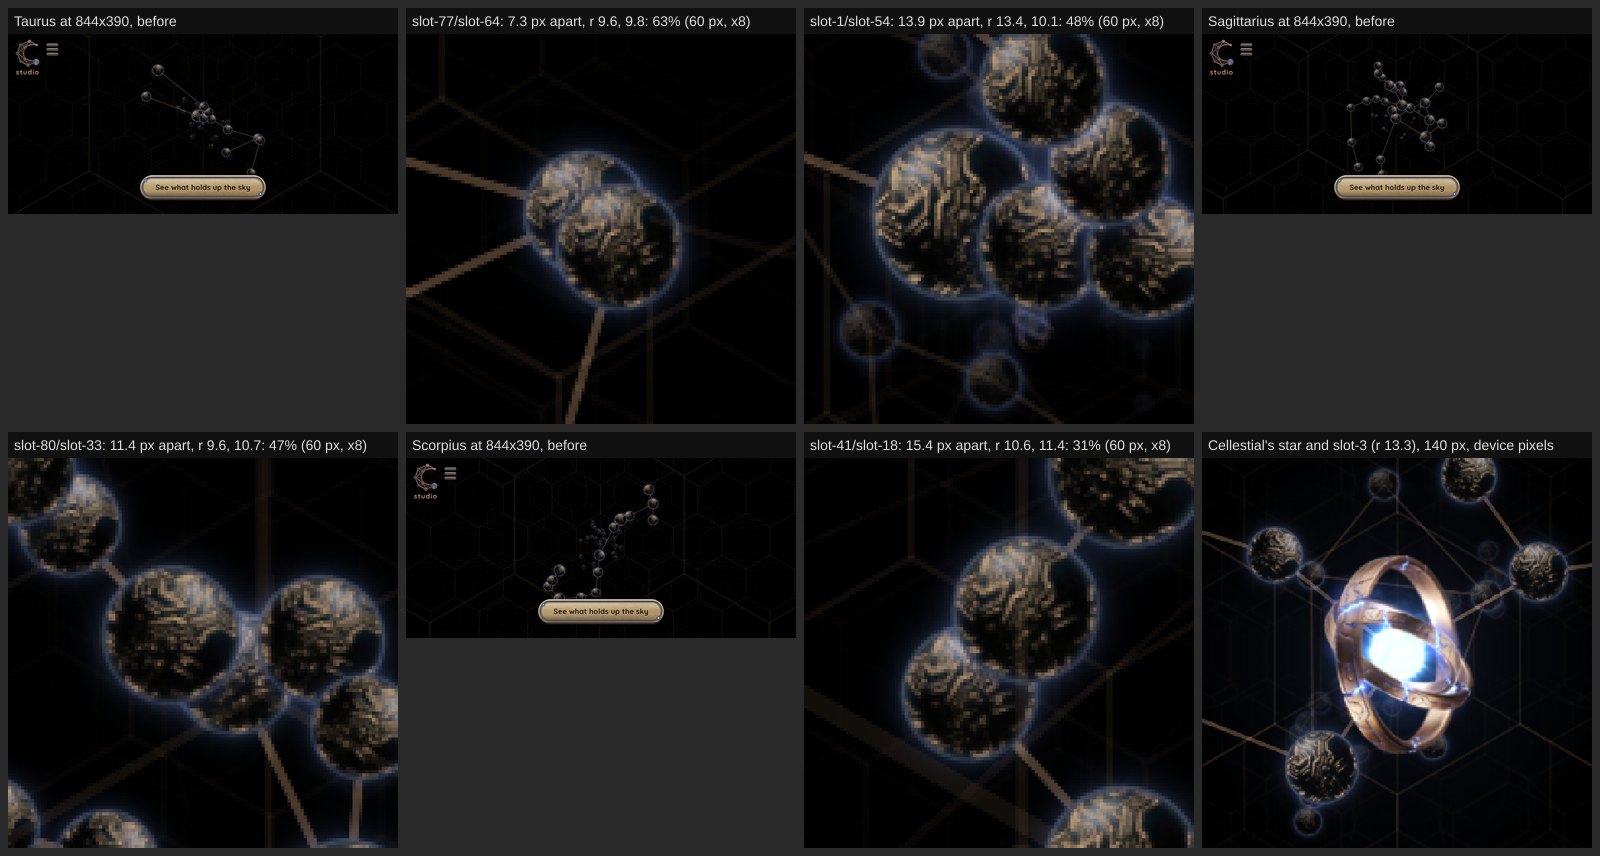 Taurus at 844x390, before
slot-77/slot-64: 7.3 px apart, r 9.6, 9.8: 63% (60 px, x8)
slot-1/slot-54: 13.9 px apart, r 13.4, 10.1: 48% (60 px, x8)
Sagittarius at 844x390, before
studio
See what holds up the sky
studio
See what holds up the sky
slot-80/slot-33: 11.4 px apart, r 9.6, 10.7: 47% (60 px, x8)
Scorpius at 844x390, before
slot-41/slot-18: 15.4 px apart, r 10.6, 11.4: 31% (60 px, x8)
Cellestial's star and slot-3 (r 13.3), 140 px, device pixels
studio
See what holds up the sky